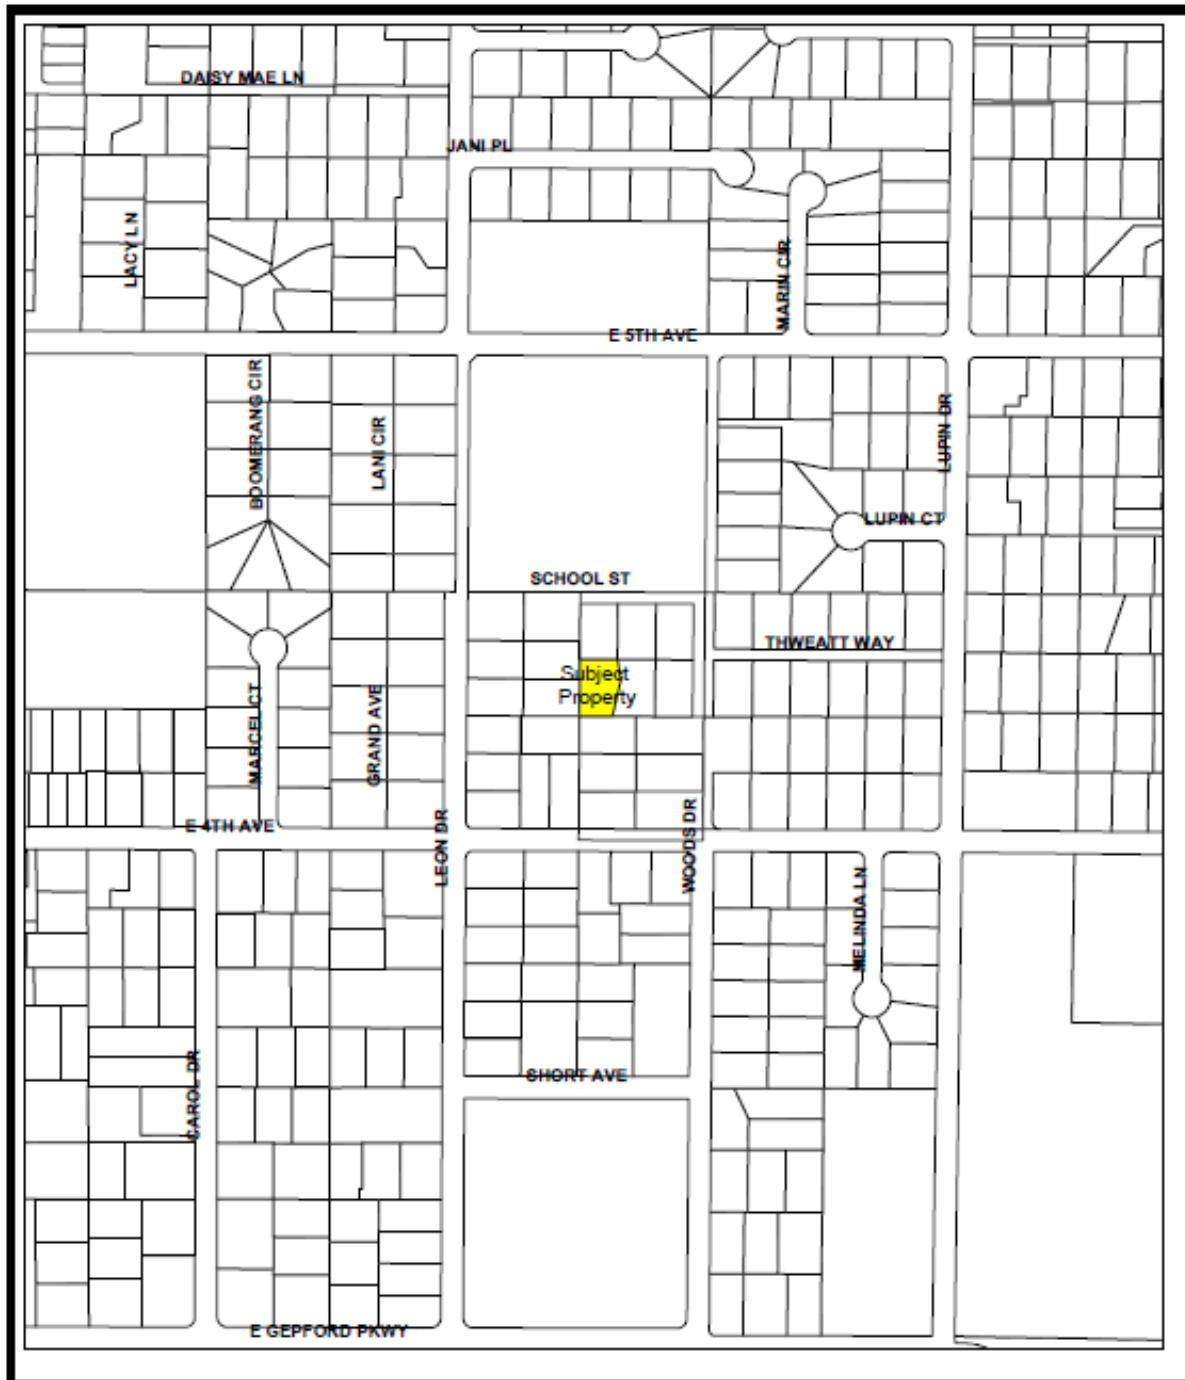 DAISY MAE LN
JANI PL
LACY LN
MARIN CIR
E 5TH AVE
BOOMERANG CIR
LANI CIR
LUPIN DR
LUPIN CT
SCHOOL ST
THWEATT WAY
Subject
Property
MARCEL CT
GRAND AVE
E 4TH AVE
LEON DR
WOODS DR
MELINDA LN
CAROL DR
SHORT AVE
E GEPFORD PKWY